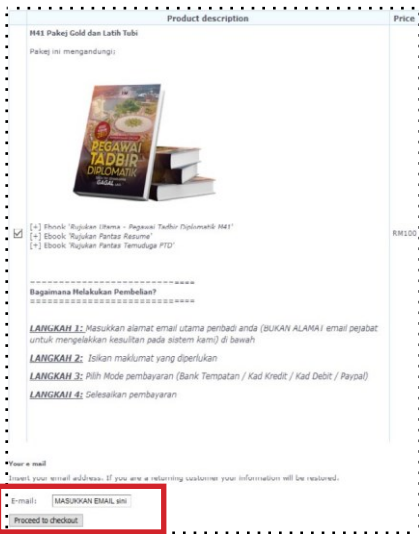 Product description Price
M41 Pakej Gold dan Latih Tubi
Pakej ini mengandungi:
PEGAWAI
TADBIR
DIPLOMATIK
GAGAL
[+] Ebook 'Rujukan Utama - Pegawai Tadbir Diplomatik M41'
[+] Ebook 'Rujukan Pantas Resume'
[+] Ebook 'Rujukan Pantas Temuduga PTD'
RM100
==============================
Bagaimana Melakukan Pembelian?
==============================
LANGKAH 1: Masukkan alamat email utama peribadi anda (BUKAN ALAMAT email pejabat
untuk mengelakkan kesulitan pada sistem kami) di bawah
LANGKAH 2: Isikan maklumat yang diperlukan
LANGKAH 3: Pilih Mode pembayaran (Bank Tempatan / Kad Kredit / Kad Debit / Paypal)
LANGKAH 4: Selesaikan pembayaran
Your e mail
Insert your email address. If you are a returning customer your information will be restored.
E-mail: MASUKKAN EMAIL sini
Proceed to checkout